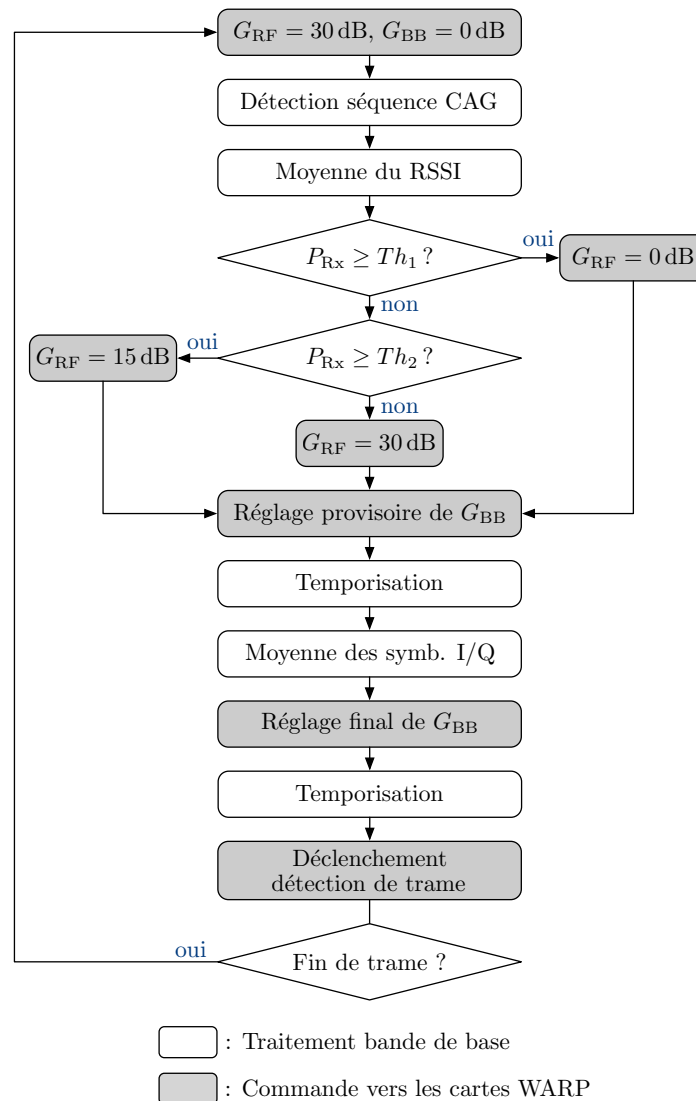 G_RF = 30 dB, G_BB = 0 dB
Détection séquence CAG
Moyenne du RSSI
P_Rx ≥ Th_1 ?
oui
G_RF = 0 dB
non
P_Rx ≥ Th_2 ?
oui
G_RF = 15 dB
non
G_RF = 30 dB
Réglage provisoire de G_BB
Temporisation
Moyenne des symb. I/Q
Réglage final de G_BB
Temporisation
Déclenchement
détection de trame
Fin de trame ?
oui
: Traitement bande de base
: Commande vers les cartes WARP